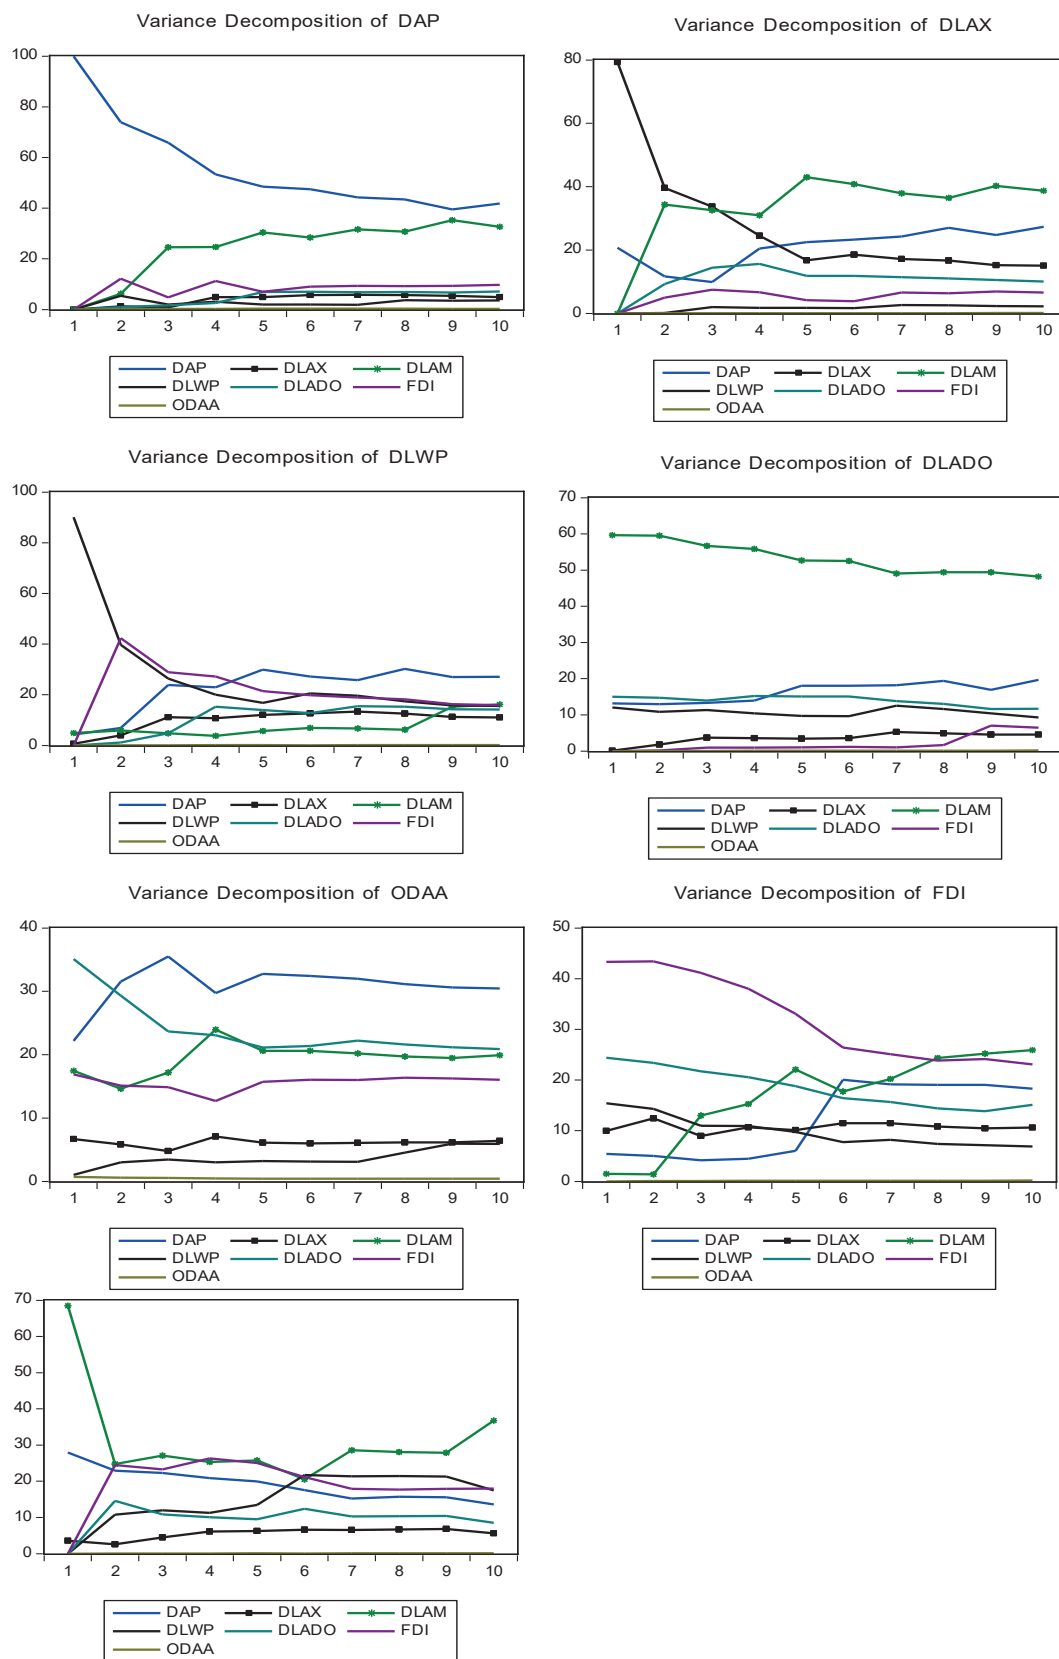 Variance Decomposition of DAP
100
80
60
40
20
0
1 2 3 4 5 6 7 8 9 10
DAP DLAX DLAM
DLWP DLADO FDI
ODAA
Variance Decomposition of DLAX
80
60
40
20
0
1 2 3 4 5 6 7 8 9 10
DAP DLAX DLAM
DLWP DLADO FDI
ODAA
Variance Decomposition of DLWP
100
80
60
40
20
0
1 2 3 4 5 6 7 8 9 10
DAP DLAX DLAM
DLWP DLADO FDI
ODAA
Variance Decomposition of DLADO
70
60
50
40
30
20
10
0
1 2 3 4 5 6 7 8 9 10
DAP DLAX DLAM
DLWP DLADO FDI
ODAA
Variance Decomposition of ODAA
40
30
20
10
0
1 2 3 4 5 6 7 8 9 10
DAP DLAX DLAM
DLWP DLADO FDI
ODAA
Variance Decomposition of FDI
50
40
30
20
10
0
1 2 3 4 5 6 7 8 9 10
DAP DLAX DLAM
DLWP DLADO FDI
ODAA
70
60
50
40
30
20
10
0
1 2 3 4 5 6 7 8 9 10
DAP DLAX DLAM
DLWP DLADO FDI
ODAA